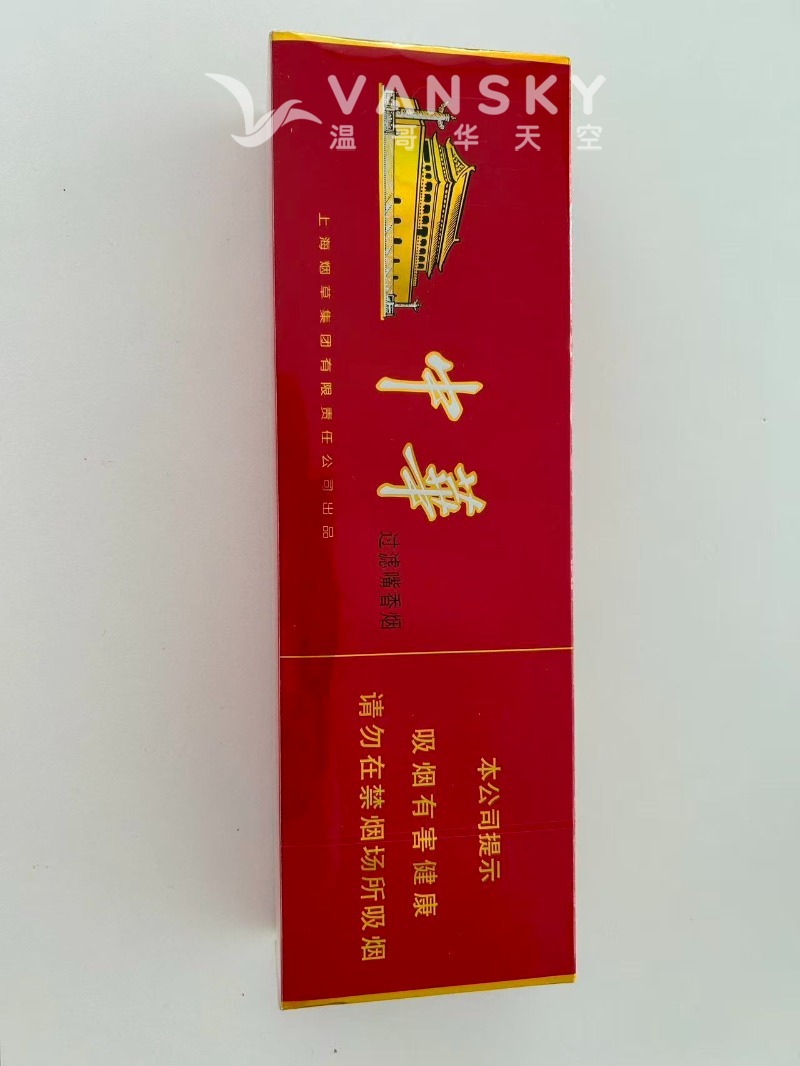 VANSKY
温哥华天空
中華
过滤嘴香烟
上海烟草集团有限责任公司出品
本公司提示
吸烟有害健康
请勿在禁烟场所吸烟